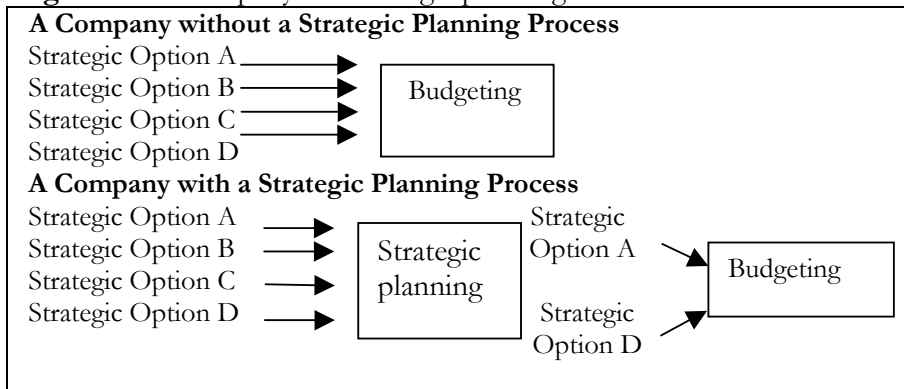 A Company without a Strategic Planning Process
Strategic Option A
Strategic Option B
Strategic Option C
Strategic Option D
Budgeting
A Company with a Strategic Planning Process
Strategic Option A
Strategic Option B
Strategic Option C
Strategic Option D
Strategic
planning
Strategic
Option A
Strategic
Option D
Budgeting